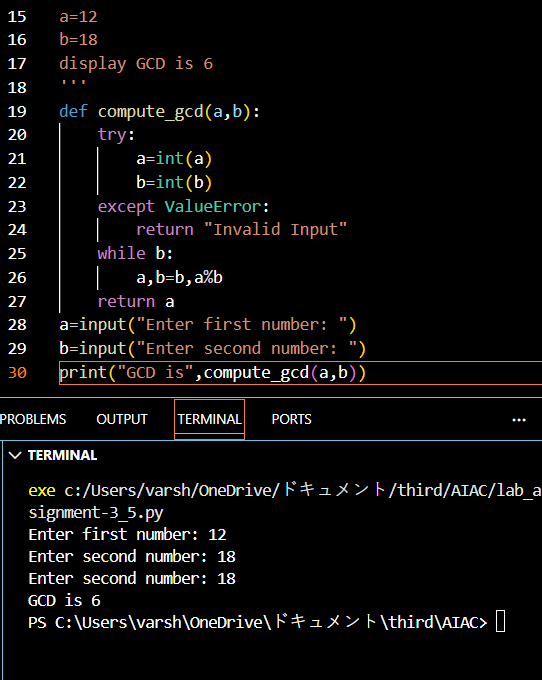 15 a=12
16 b=18
17 display GCD is 6
18 '''
19 def compute_gcd(a,b):
20     try:
21         a=int(a)
22         b=int(b)
23     except ValueError:
24         return "Invalid Input"
25     while b:
26         a,b=b,a%b
27     return a
28 a=input("Enter first number: ")
29 b=input("Enter second number: ")
30 print("GCD is",compute_gcd(a,b))
PROBLEMS OUTPUT TERMINAL PORTS ...
TERMINAL
exe c:/Users/varsh/OneDrive/ドキュメント/third/AIAC/lab_a
signment-3_5.py
Enter first number: 12
Enter second number: 18
Enter second number: 18
GCD is 6
PS C:\Users\varsh\OneDrive\ドキュメント\third\AIAC>